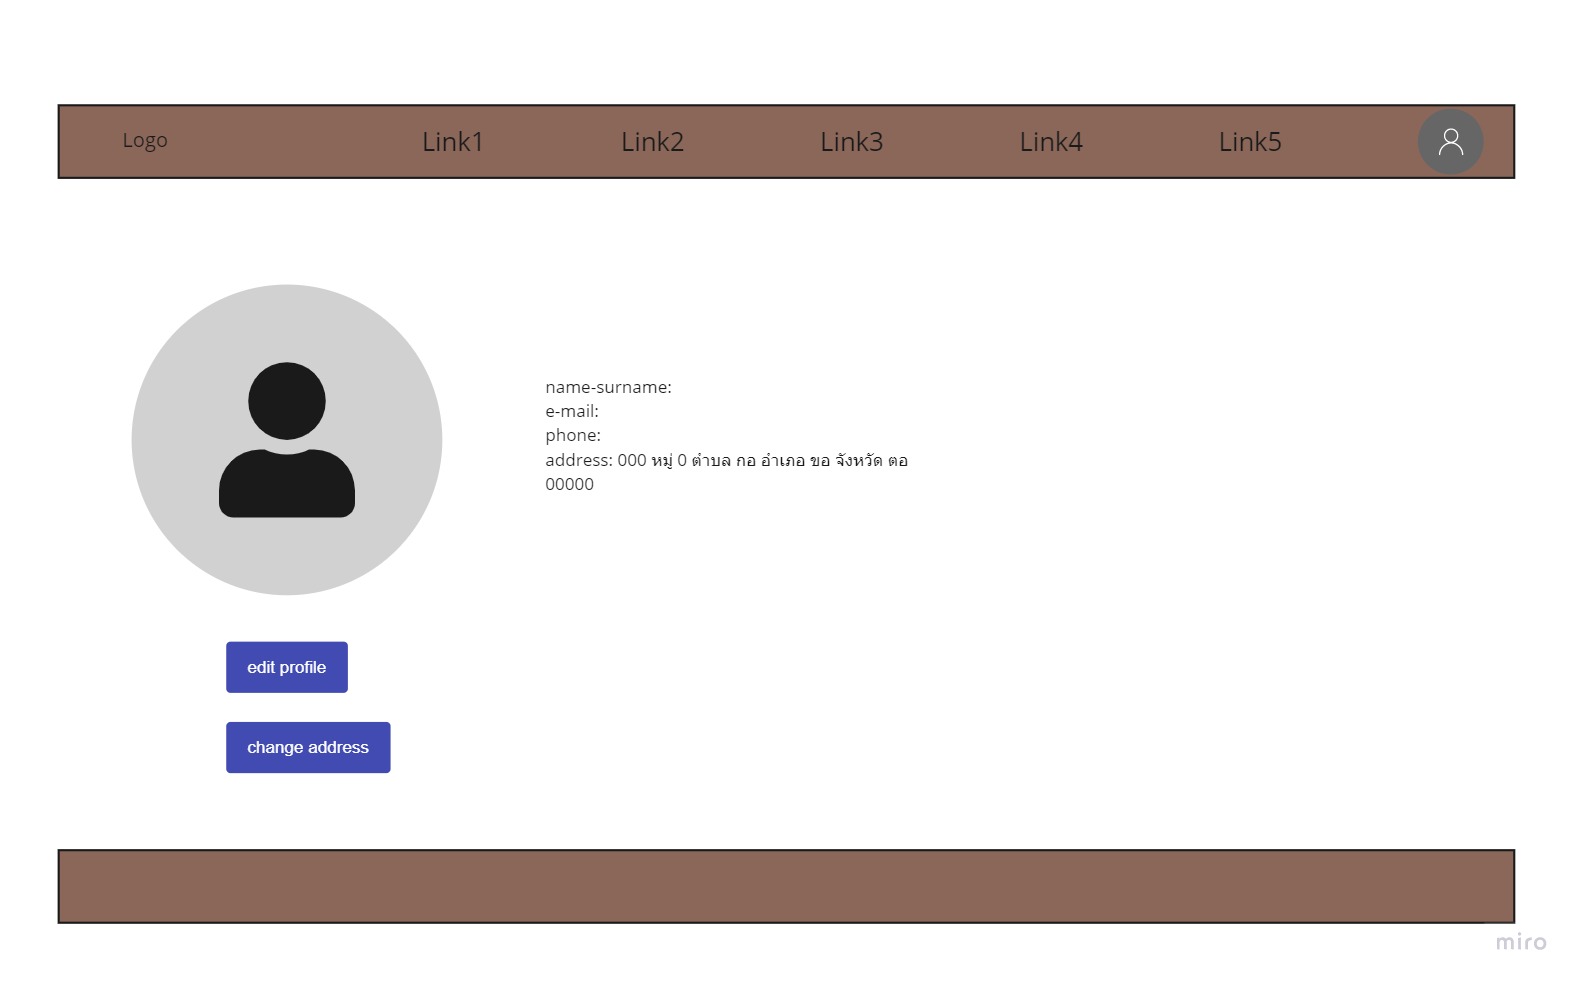 Logo
Link1
Link2
Link3
Link4
Link5
name-surname:
e-mail:
phone:
address: 000 หมู่ 0 ตำบล กอ อำเภอ ขอ จังหวัด ตอ
00000
edit profile
change address
miro